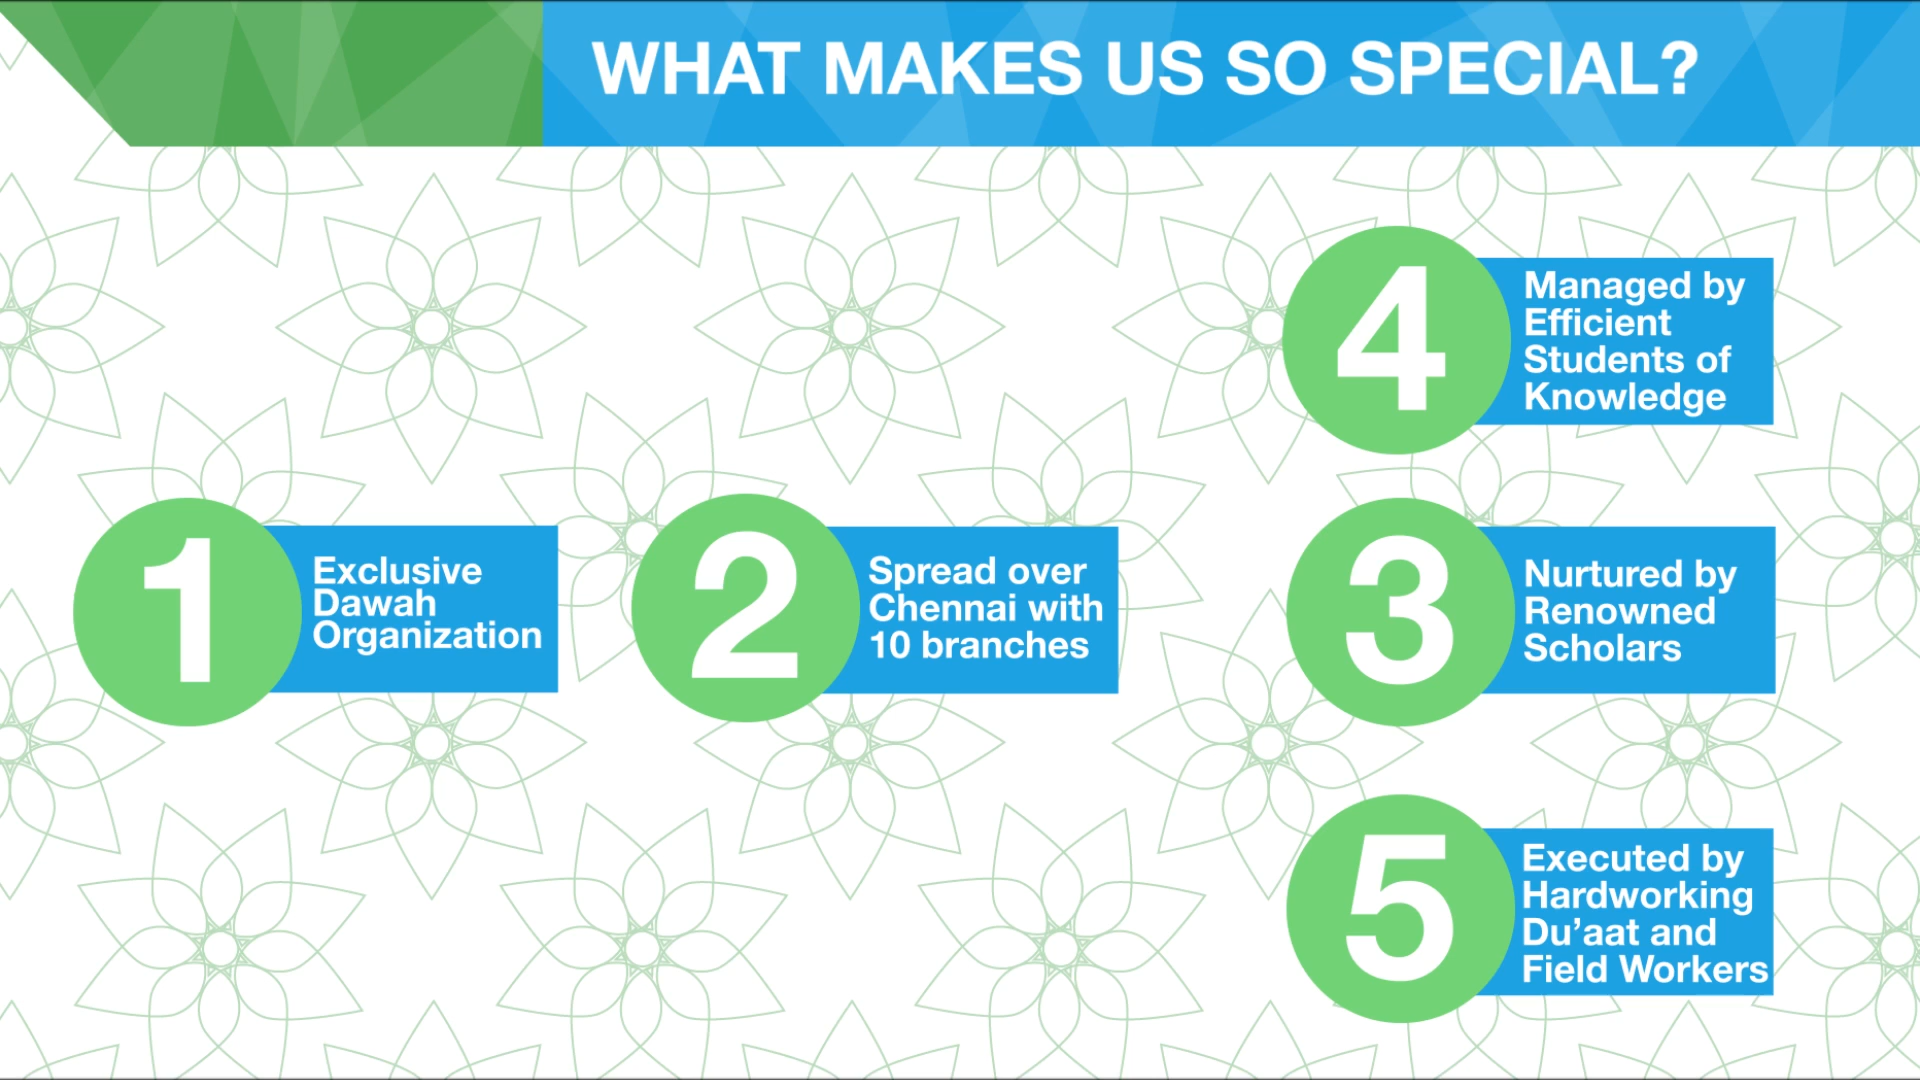 WHAT MAKES US SO SPECIAL?
1
Exclusive
Dawah
Organization
2
Spread over
Chennai with
10 branches
4
Managed by
Efficient
Students of
Knowledge
3
Nurtured by
Renowned
Scholars
5
Executed by
Hardworking
Du’aat and
Field Workers